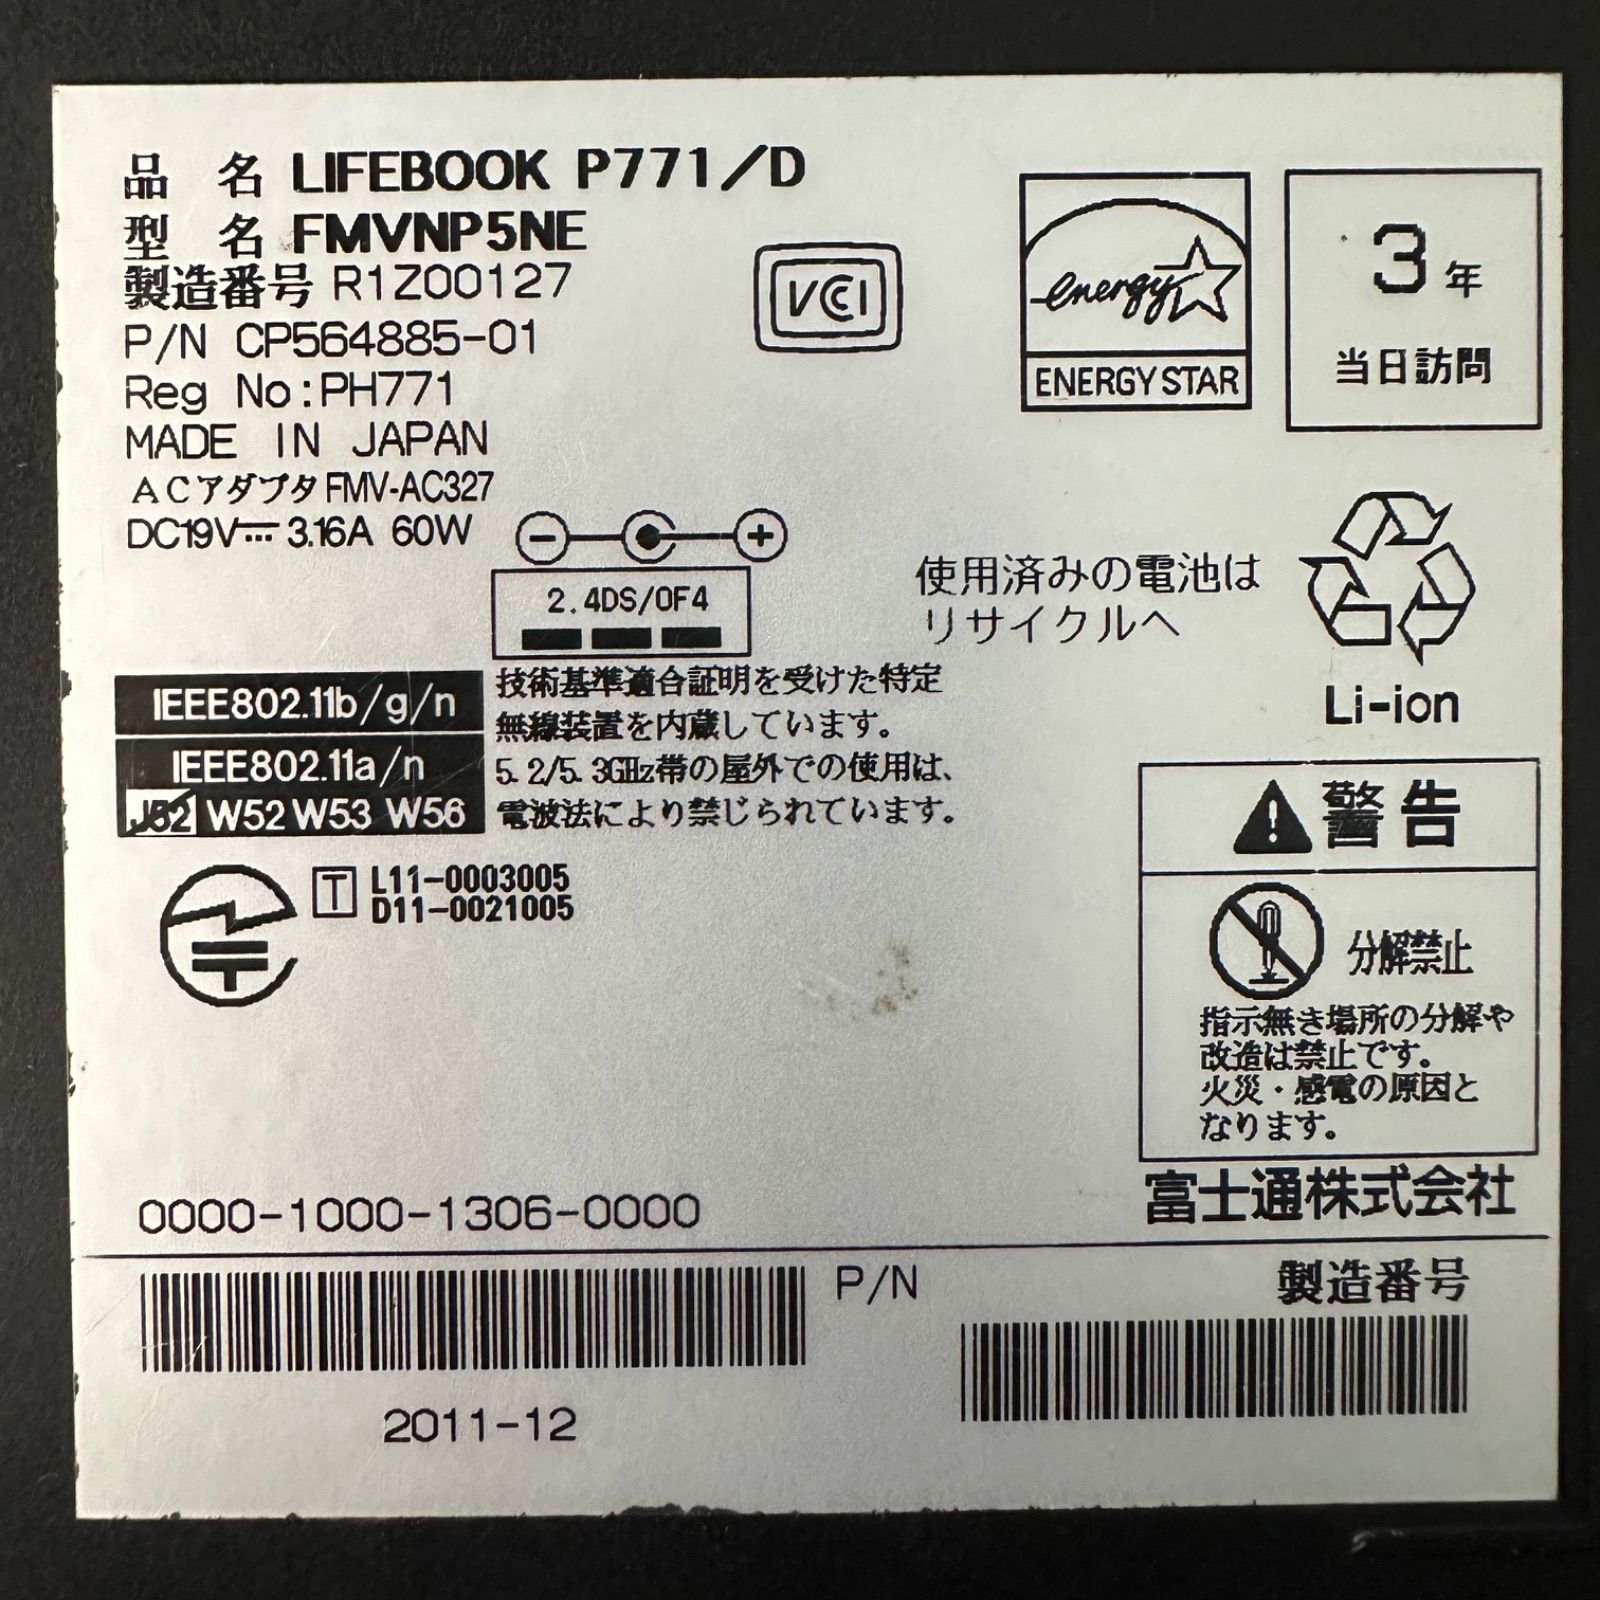 品 名 LIFEBOOK P771/D
型 名 FMVNP5NE
製造番号 R1Z00127
P/N CP564885-01
Reg No:PH771
MADE IN JAPAN
ACアダプタ FMV-AC327
DC19V⎓ 3.16A 60W
VCCI
energy
ENERGY STAR
3年
当日訪問
2.4DS/OF4
使用済みの電池は
リサイクルへ
Li-ion
IEEE802.11b/g/n
IEEE802.11a/n
J52 W52 W53 W56
技術基準適合証明を受けた特定
無線装置を内蔵しています。
5.2/5.3GHz帯の屋外での使用は、
電波法により禁じられています。
T L11-0003005
D11-0021005
警告
分解禁止
指示無き場所の分解や
改造は禁止です。
火災・感電の原因と
なります。
0000-1000-1306-0000
富士通株式会社
P/N
製造番号
2011-12